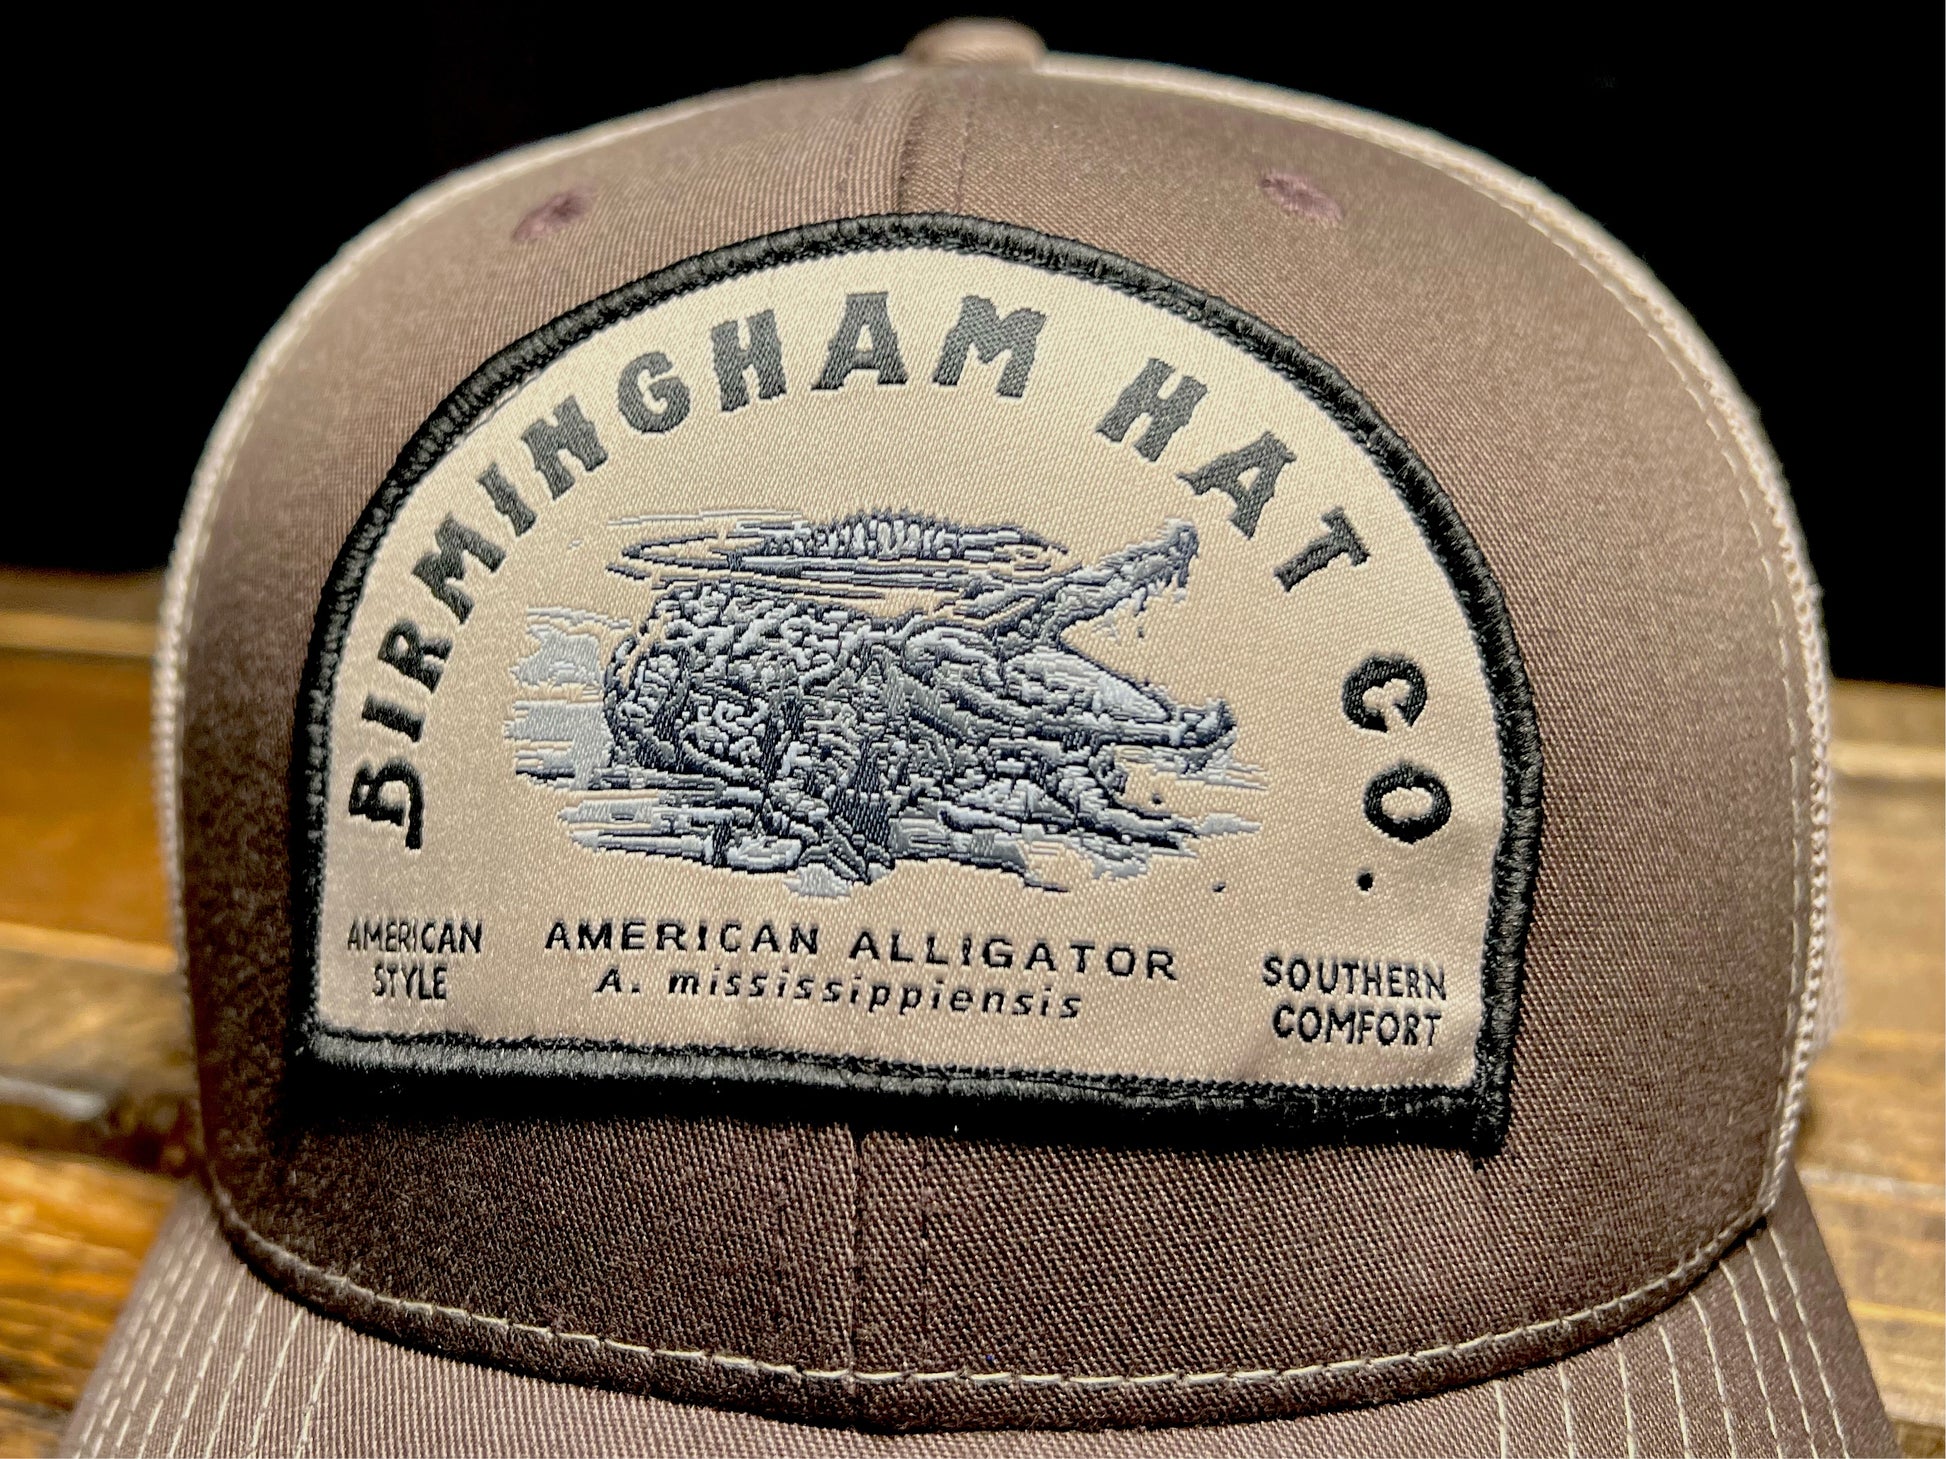 BIRMINGHAM HAT CO.
AMERICAN
STYLE
AMERICAN ALLIGATOR
A. mississippiensis
SOUTHERN
COMFORT